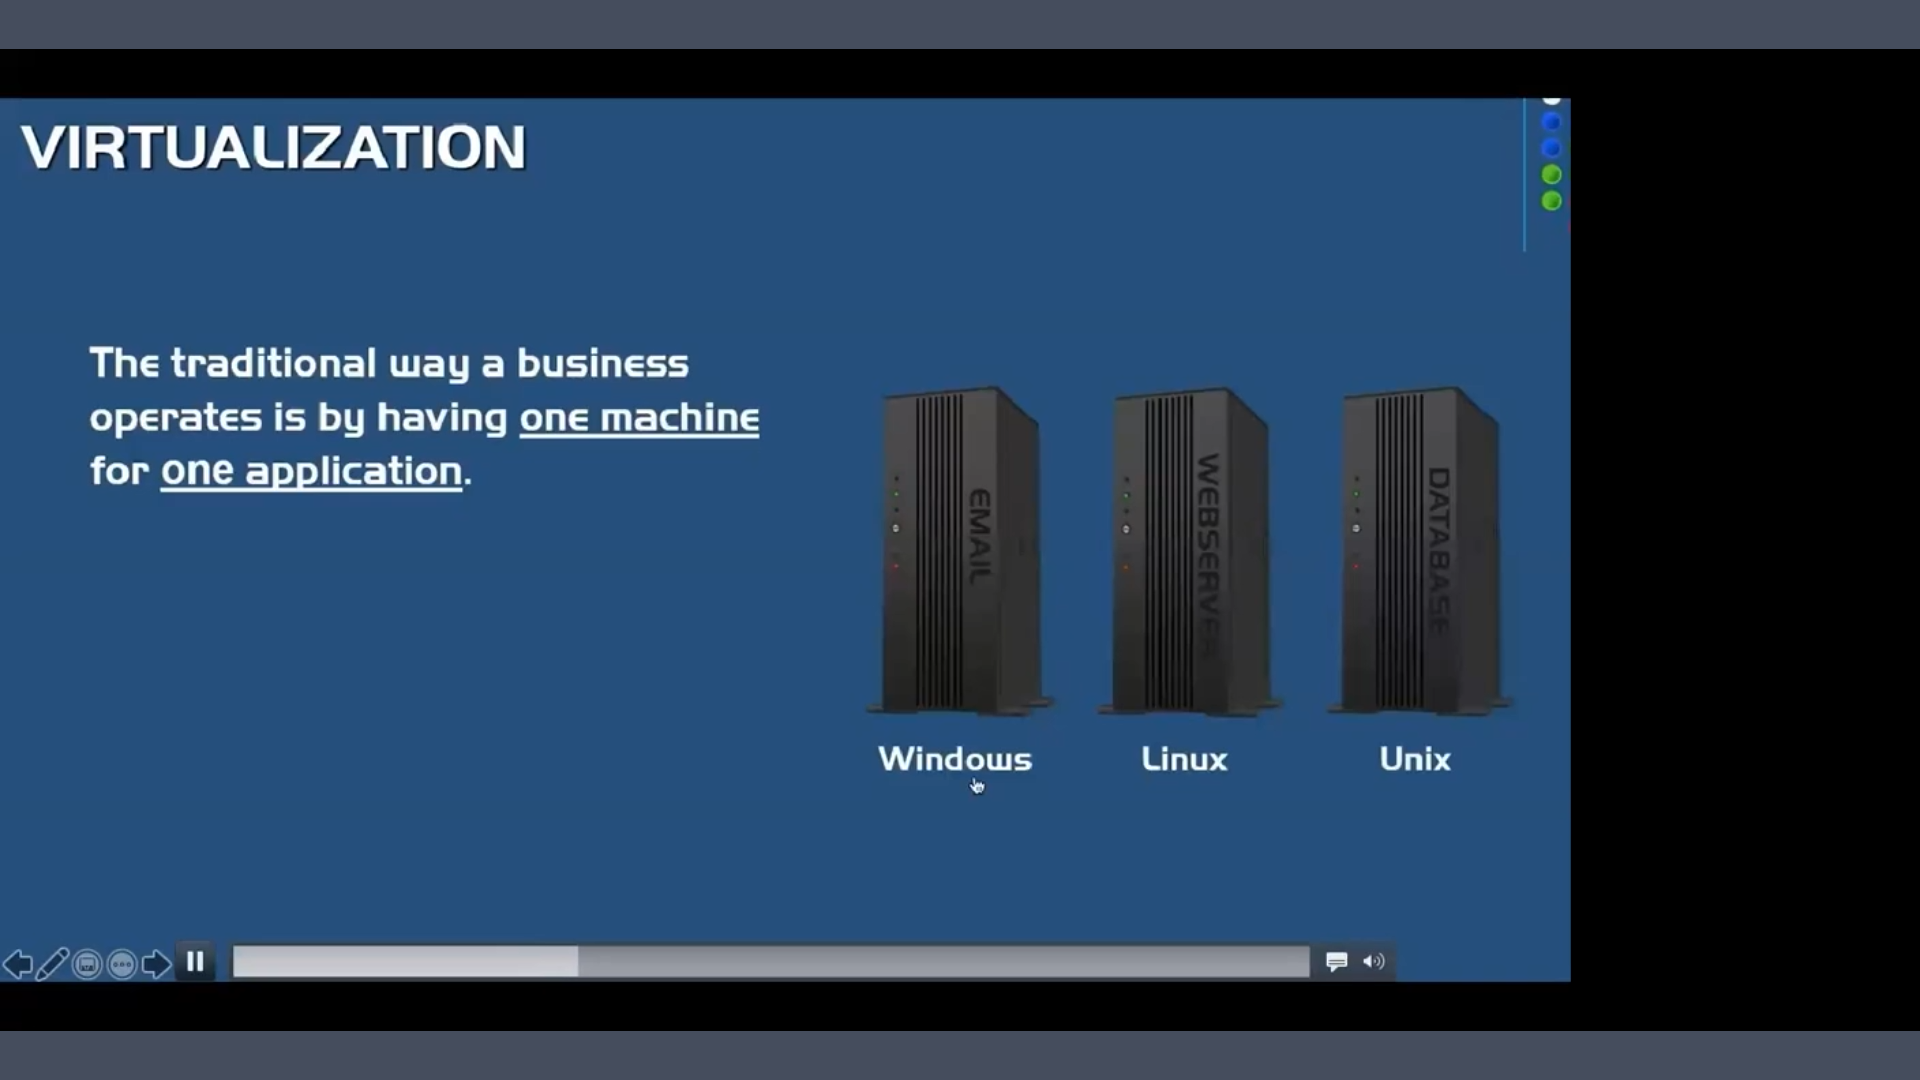 VIRTUALIZATION
The traditional way a business
operates is by having one machine
for one application.
EMAIL
WEBSERVER
DATABASE
Windows
Linux
Unix